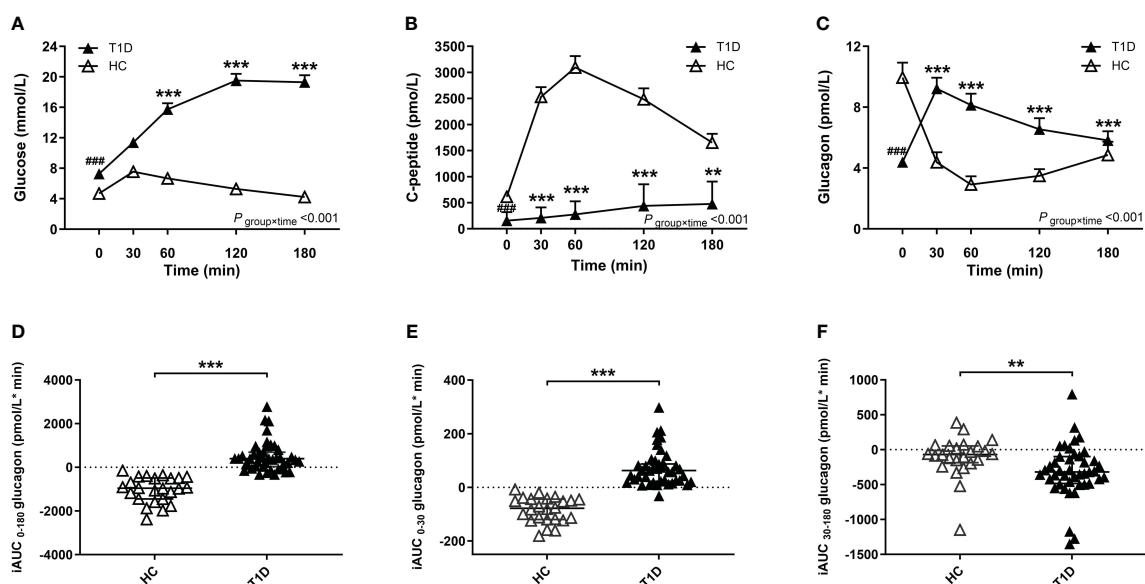 A
T1D
HC
Glucose (mmol/L)
24
20
16
12
8
4
0
###
***
***
***
P group×time <0.001
0 30 60 120 180
Time (min)
B
T1D
HC
C-peptide (pmol/L)
3500
3000
2500
2000
1500
1000
500
0
###
***
***
***
**
P group×time <0.001
0 30 60 120 180
Time (min)
C
T1D
HC
Glucagon (pmol/L)
12
8
4
0
###
***
***
***
***
P group×time <0.001
0 30 60 120 180
Time (min)
D
iAUC 0-180 glucagon (pmol/L* min)
4000
2000
0
-2000
-4000
***
HC
T1D
E
iAUC 0-30 glucagon (pmol/L* min)
400
200
0
-200
***
HC
T1D
F
iAUC 30-180 glucagon (pmol/L* min)
1000
500
0
-500
-1000
-1500
**
HC
T1D